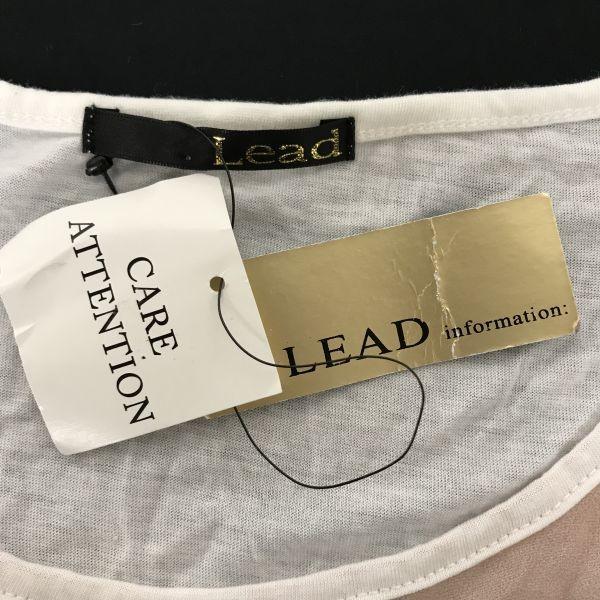 Lead
CARE
ATTENTION
LEAD information: